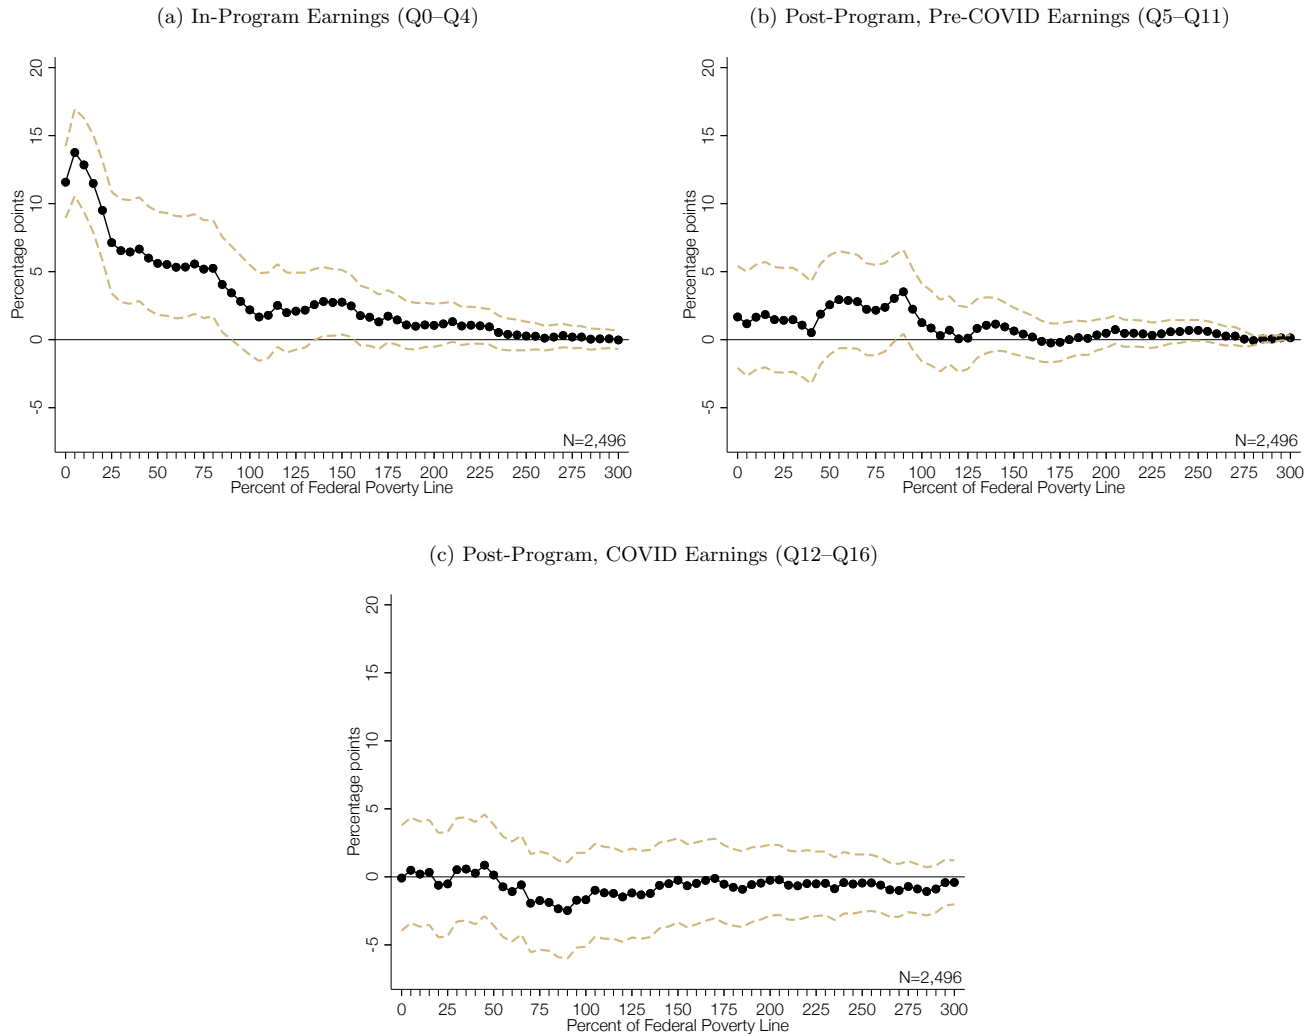 (a) In-Program Earnings (Q0–Q4)
20
15
10
5
0
-5
Percentage points
N=2,496
0 25 50 75 100 125 150 175 200 225 250 275 300
Percent of Federal Poverty Line
(b) Post-Program, Pre-COVID Earnings (Q5–Q11)
20
15
10
5
0
-5
Percentage points
N=2,496
0 25 50 75 100 125 150 175 200 225 250 275 300
Percent of Federal Poverty Line
(c) Post-Program, COVID Earnings (Q12–Q16)
20
15
10
5
0
-5
Percentage points
N=2,496
0 25 50 75 100 125 150 175 200 225 250 275 300
Percent of Federal Poverty Line